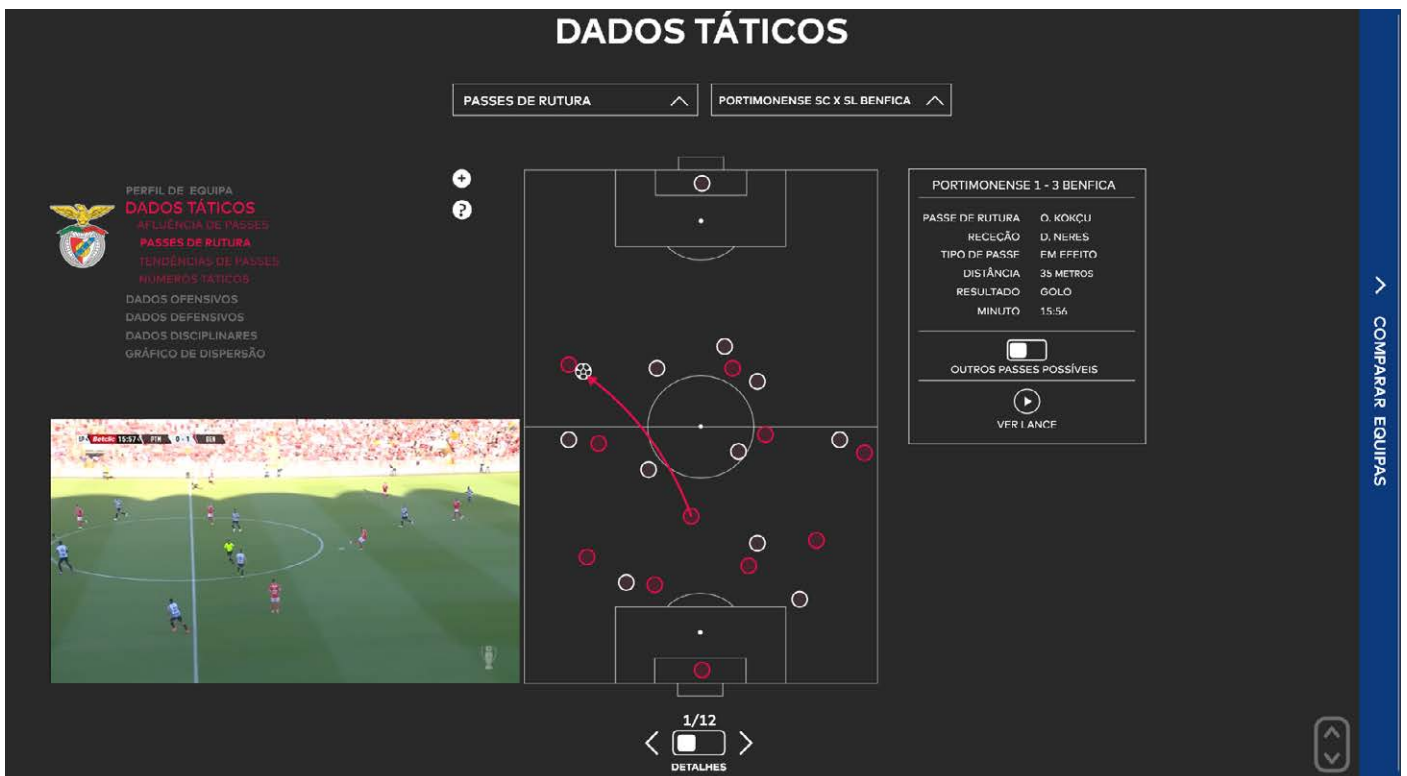 DADOS TÁTICOS
PASSES DE RUTURA
PORTIMONENSE SC X SL BENFICA
PERFIL DE EQUIPA
DADOS TÁTICOS
AFLUÊNCIA DE PASSES
PASSES DE RUTURA
TENDÊNCIAS DE PASSES
NÚMEROS TÁTICOS
DADOS OFENSIVOS
DADOS DEFENSIVOS
DADOS DISCIPLINARES
GRÁFICO DE DISPERSÃO
+
?
PORTIMONENSE 1 - 3 BENFICA
PASSE DE RUTURA O. KOKÇU
RECEÇÃO D. NERES
TIPO DE PASSE EM EFEITO
DISTÂNCIA 35 METROS
RESULTADO GOLO
MINUTO 15:56
OUTROS PASSES POSSÍVEIS
VER LANCE
COMPARAR EQUIPAS
Betclic 15:57 PTM 0-1 BEN
1/12
DETALHES